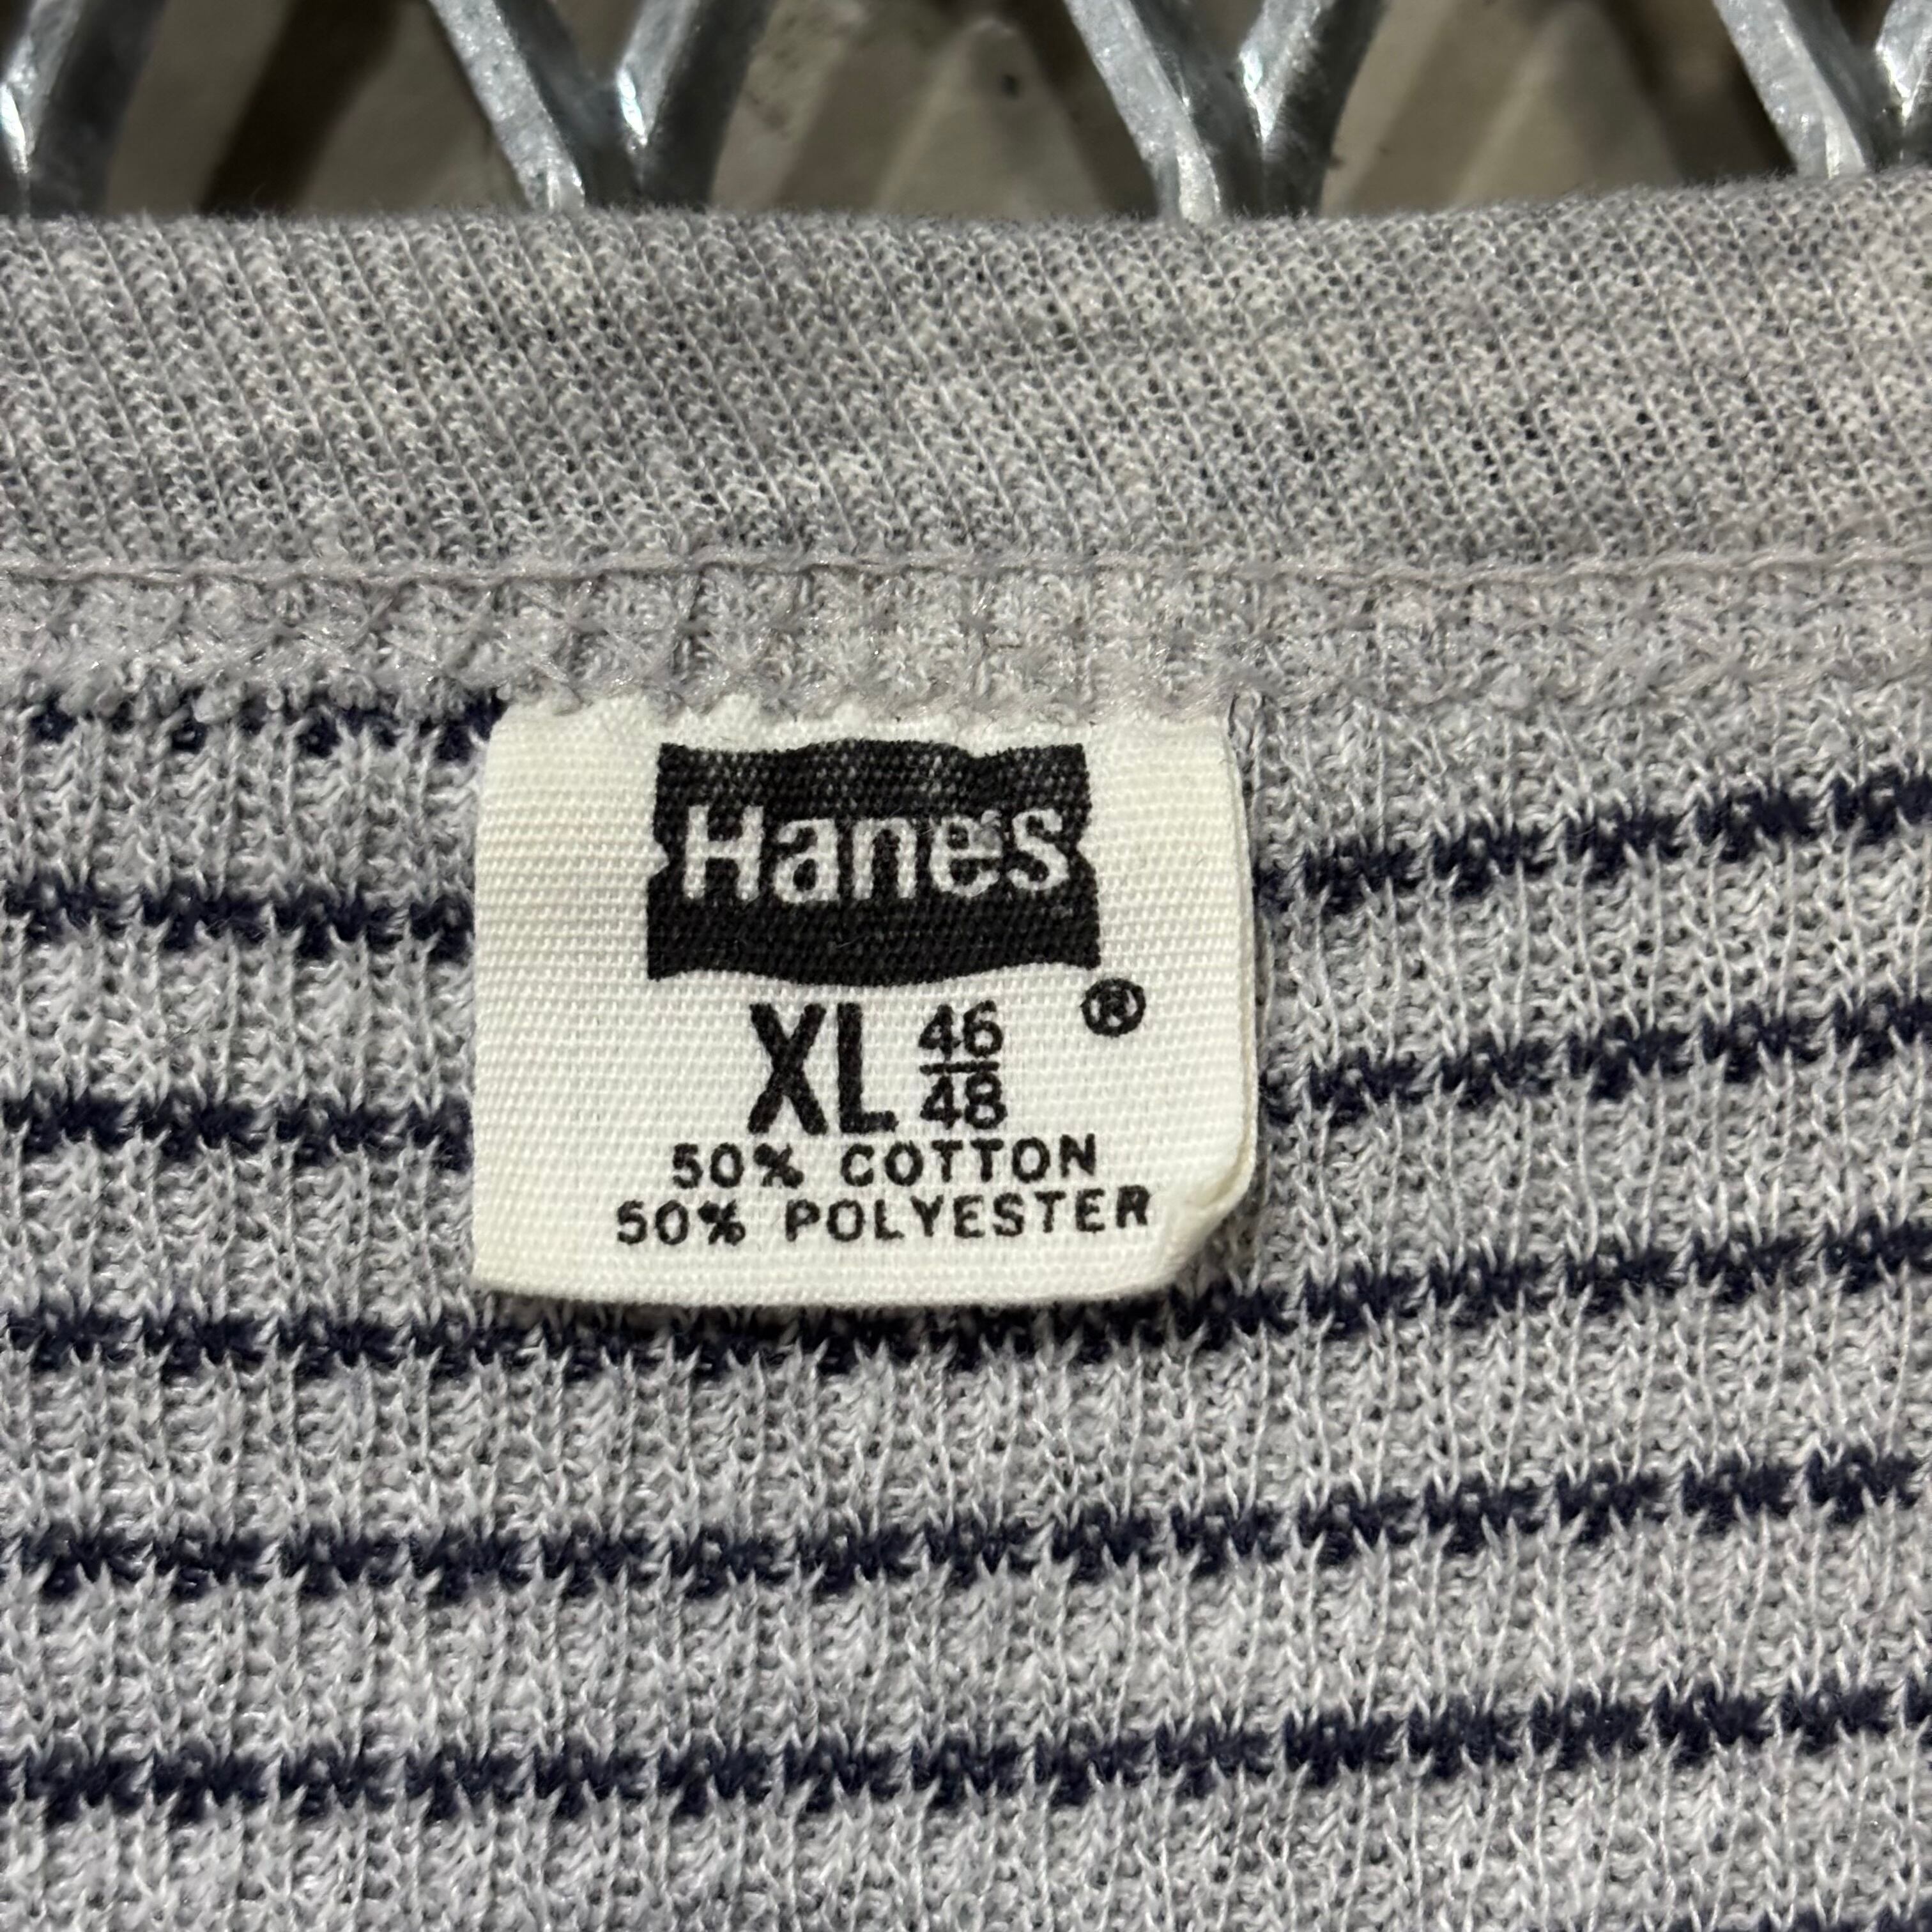 Hanes
®
XL 46/48
50% COTTON
50% POLYESTER